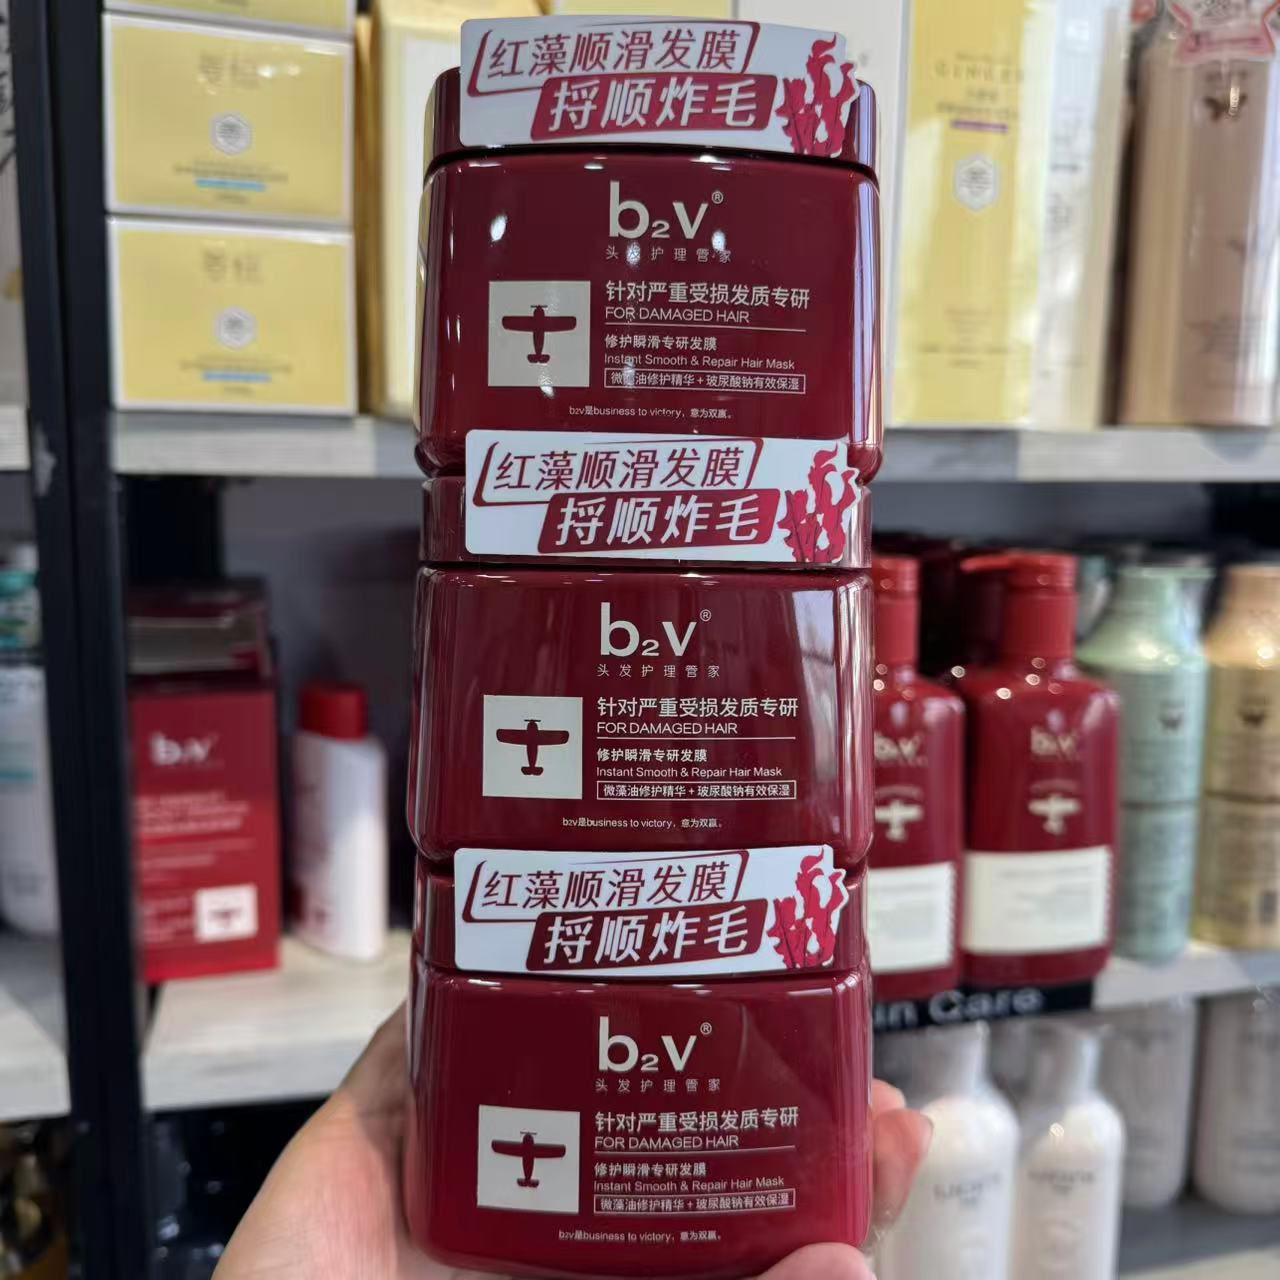 红藻顺滑发膜
捋顺炸毛
b2v®
头发护理管家
针对严重受损发质专研
FOR DAMAGED HAIR
修护瞬滑专研发膜
Instant Smooth & Repair Hair Mask
微藻油修护精华+玻尿酸钠有效保湿
b2v是business to victory，意为双赢。
红藻顺滑发膜
捋顺炸毛
b2v®
头发护理管家
针对严重受损发质专研
FOR DAMAGED HAIR
修护瞬滑专研发膜
Instant Smooth & Repair Hair Mask
微藻油修护精华+玻尿酸钠有效保湿
b2v是business to victory，意为双赢。
红藻顺滑发膜
捋顺炸毛
b2v®
头发护理管家
针对严重受损发质专研
FOR DAMAGED HAIR
修护瞬滑专研发膜
Instant Smooth & Repair Hair Mask
微藻油修护精华+玻尿酸钠有效保湿
b2v是business to victory，意为双赢。
b2v
b2v
b2v
Care